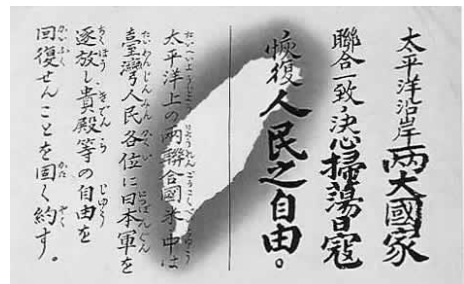 太平洋沿岸兩大國家
聯合一致決心掃蕩日寇
恢復人民之自由。
太平洋上の両聯合國米中は
臺灣人民各位に日本軍を
逐放し貴殿等の自由を
回復せんことを固く約す。